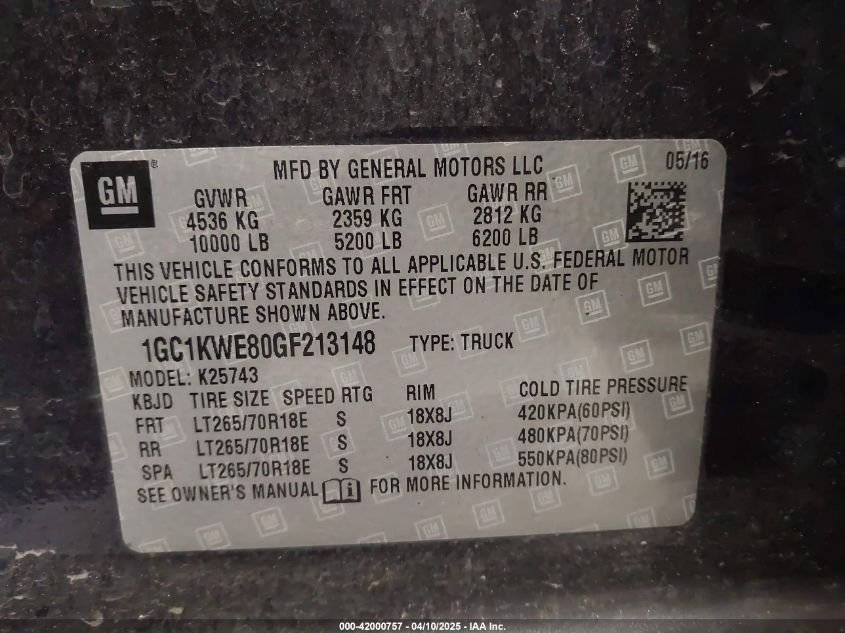 GM
®
MFD BY GENERAL MOTORS LLC 05/16
GVWR GAWR FRT GAWR RR
4536 KG 2359 KG 2812 KG
10000 LB 5200 LB 6200 LB
THIS VEHICLE CONFORMS TO ALL APPLICABLE U.S. FEDERAL MOTOR
VEHICLE SAFETY STANDARDS IN EFFECT ON THE DATE OF
MANUFACTURE SHOWN ABOVE.
1GC1KWE80GF213148 TYPE: TRUCK
MODEL: K25743
KBJD TIRE SIZE SPEED RTG RIM COLD TIRE PRESSURE
FRT LT265/70R18E S 18X8J 420KPA(60PSI)
RR LT265/70R18E S 18X8J 480KPA(70PSI)
SPA LT265/70R18E S 18X8J 550KPA(80PSI)
SEE OWNER'S MANUAL i FOR MORE INFORMATION.
000-42000757 - 04/10/2025 - IAA Inc.